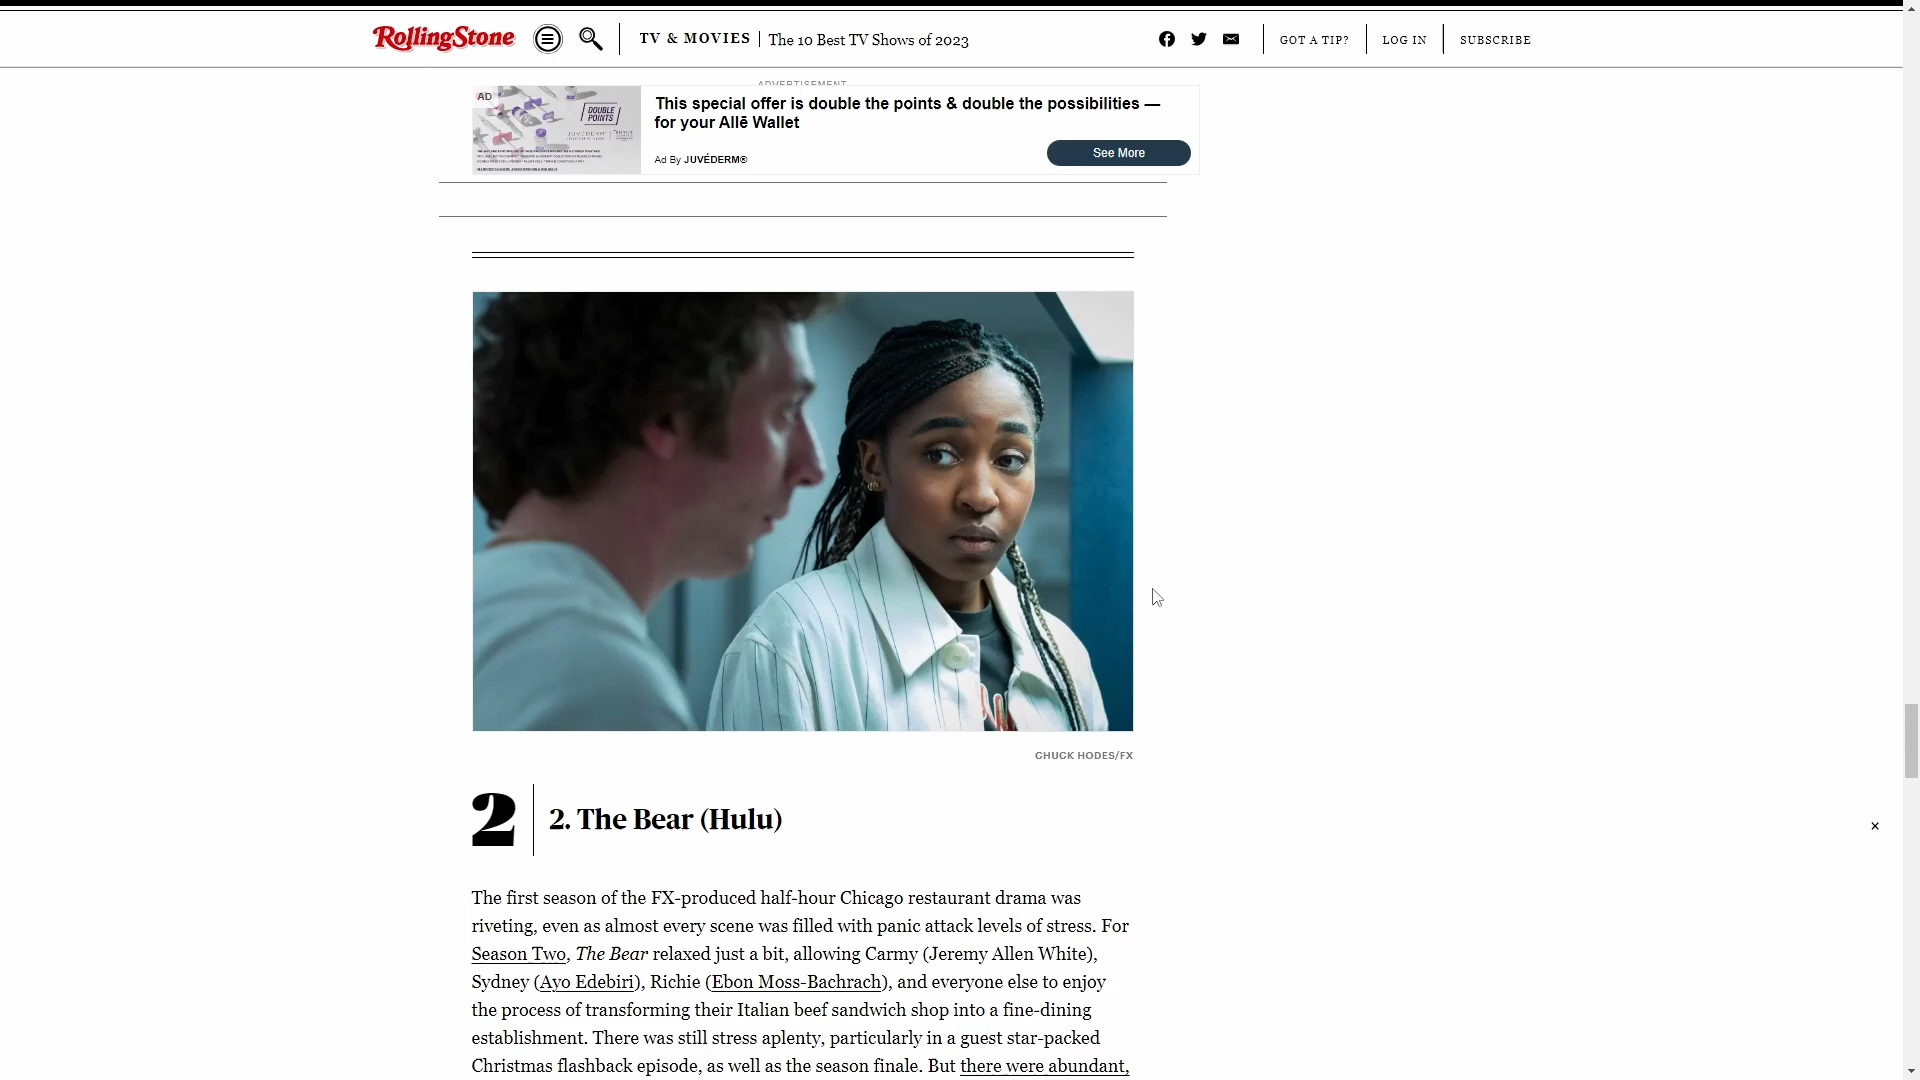 RollingStone
TV & MOVIES
The 10 Best TV Shows of 2023
GOT A TIP?
LOG IN
SUBSCRIBE
ADVERTISEMENT
AD
DOUBLE
POINTS
JUVÉDERM
This special offer is double the points & double the possibilities —
for your Allē Wallet
Ad By JUVÉDERM®
See More
CHUCK HODES/FX
2
2. The Bear (Hulu)
The first season of the FX-produced half-hour Chicago restaurant drama was
riveting, even as almost every scene was filled with panic attack levels of stress. For
Season Two, The Bear relaxed just a bit, allowing Carmy (Jeremy Allen White),
Sydney (Ayo Edebiri), Richie (Ebon Moss-Bachrach), and everyone else to enjoy
the process of transforming their Italian beef sandwich shop into a fine-dining
establishment. There was still stress aplenty, particularly in a guest star-packed
Christmas flashback episode, as well as the season finale. But there were abundant,